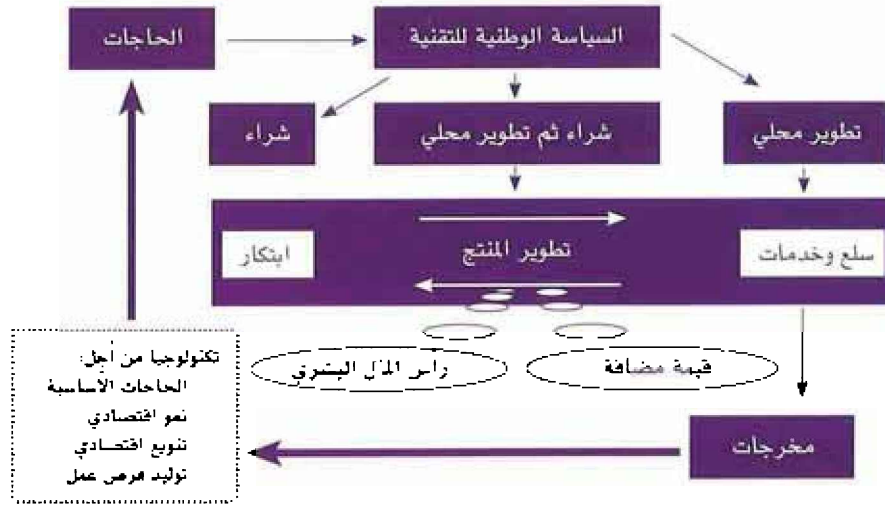 الحاجات
السياسة الوطنية للتقنية
تطوير محلي
شراء ثم تطوير محلي
شراء
سلع وخدمات
تطوير المنتج
ابتكار
قيمة مضافة
رأس المال البشري
مخرجات
تكنولوجيا من أجل:
الحاجات الأساسية
نمو اقتصادي
تنويع اقتصادي
توليد فرص عمل